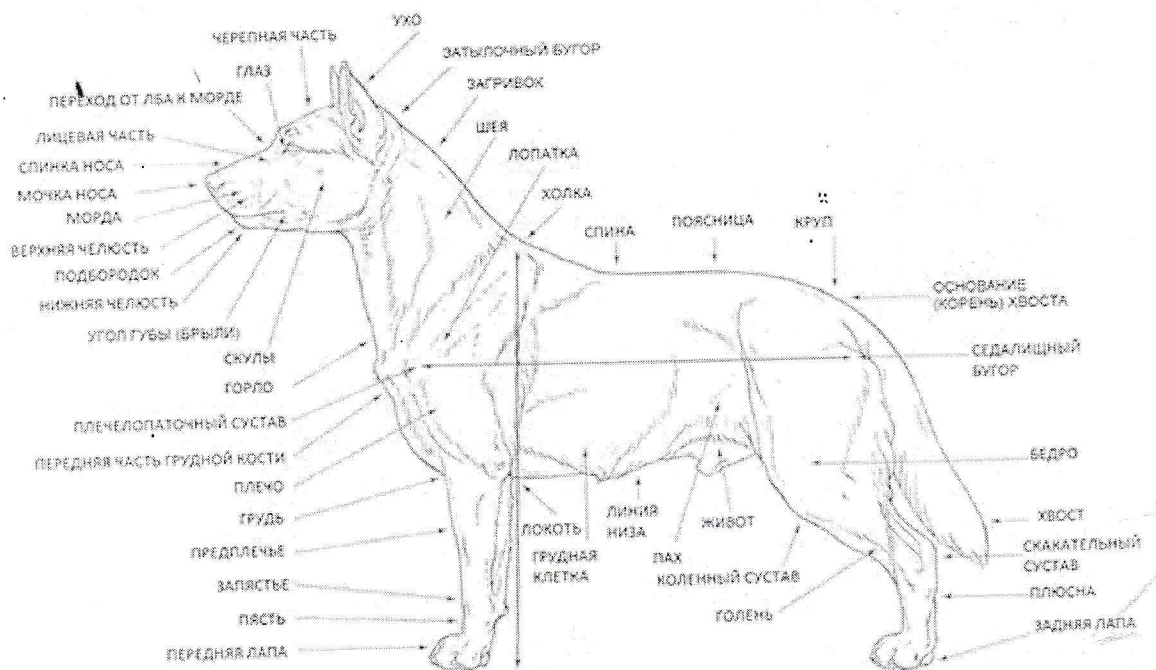 УХО
ЧЕРЕПНАЯ ЧАСТЬ
ЗАТЫЛОЧНЫЙ БУГОР
ГЛАЗ
ЗАГРИВОК
ПЕРЕХОД ОТ ЛБА К МОРДЕ
ШЕЯ
ЛИЦЕВАЯ ЧАСТЬ
ЛОПАТКА
СПИНКА НОСА
МОЧКА НОСА
ХОЛКА
МОРДА
СПИНА
ПОЯСНИЦА
КРУП
ВЕРХНЯЯ ЧЕЛЮСТЬ
ПОДБОРОДОК
НИЖНЯЯ ЧЕЛЮСТЬ
ОСНОВАНИЕ
(КОРЕНЬ) ХВОСТА
УГОЛ ГУБЫ (БРЫЛИ)
СКУЛЫ
СЕДАЛИЩНЫЙ
БУГОР
ГОРЛО
ПЛЕЧЕЛОПАТОЧНЫЙ СУСТАВ
ПЕРЕДНЯЯ ЧАСТЬ ГРУДНОЙ КОСТИ
БЕДРО
ПЛЕЧО
ГРУДЬ
ЛОКОТЬ
ЛИНИЯ
НИЗА
ЖИВОТ
ХВОСТ
ПРЕДПЛЕЧЬЕ
ГРУДНАЯ
КЛЕТКА
ПАХ
КОЛЕННЫЙ СУСТАВ
СКАКАТЕЛЬНЫЙ
СУСТАВ
ЗАПЯСТЬЕ
ПЛЮСНА
ГОЛЕНЬ
ПЯСТЬ
ЗАДНЯЯ ЛАПА
ПЕРЕДНЯЯ ЛАПА